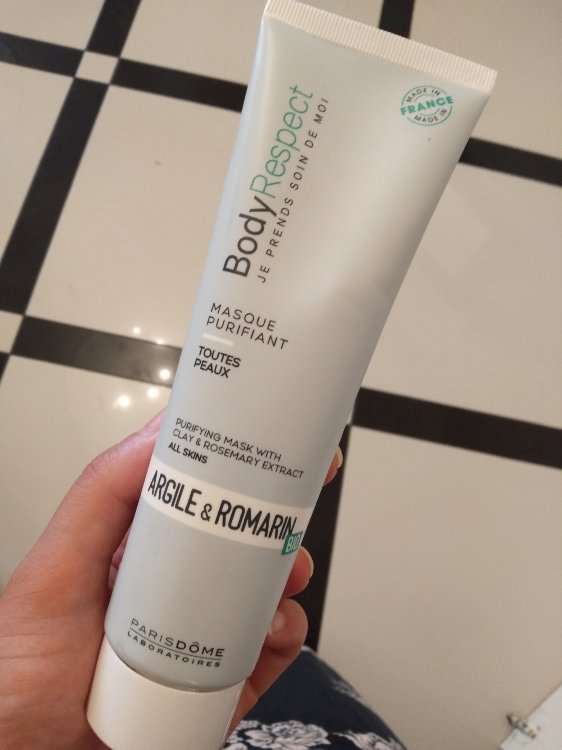 MADE IN
FRANCE
MADE IN
BodyRespect
JE PRENDS SOIN DE MOI
MASQUE
PURIFIANT
TOUTES
PEAUX
PURIFYING MASK WITH
CLAY & ROSEMARY EXTRACT
ALL SKINS
ARGILE & ROMARIN
BIO
PARISDÔME
LABORATOIRES